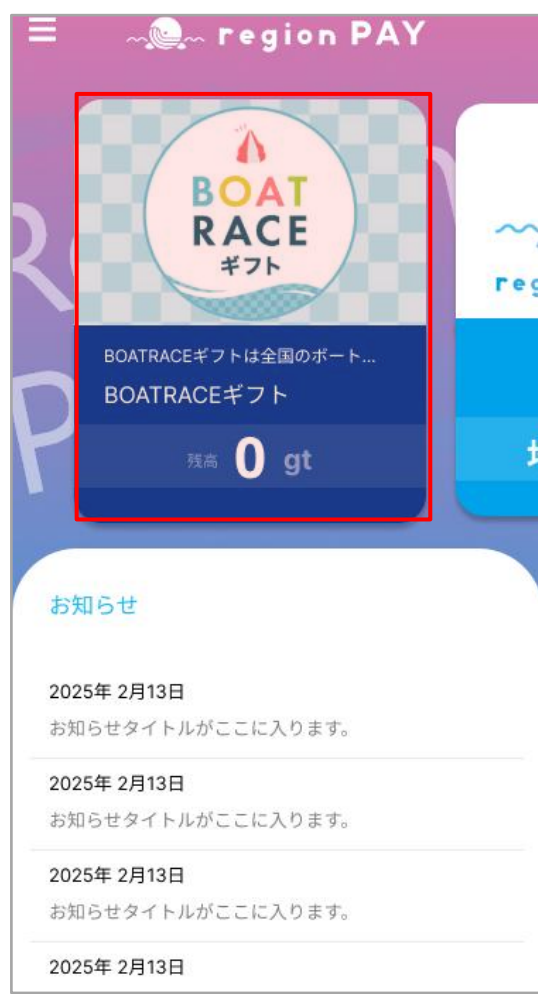 region PAY
BOAT
RACE
ギフト
BOATRACEギフトは全国のボート...
BOATRACEギフト
残高 0 gt
お知らせ
2025年 2月13日
お知らせタイトルがここに入ります。
2025年 2月13日
お知らせタイトルがここに入ります。
2025年 2月13日
お知らせタイトルがここに入ります。
2025年 2月13日